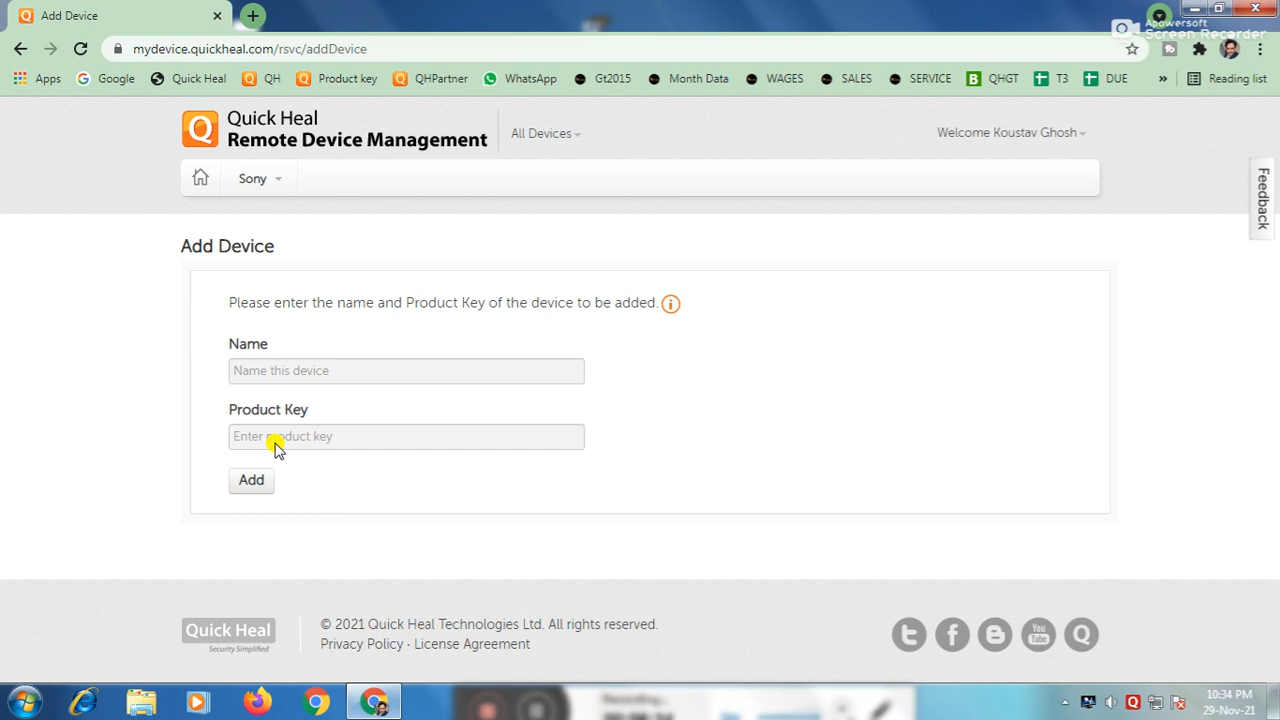 Add Device
Apowersoft
Screen Recorder
mydevice.quickheal.com/rsvc/addDevice
Apps Google Quick Heal QH Product key QHPartner WhatsApp Gt2015 Month Data WAGES SALES SERVICE QHGT T3 DUE » Reading list
Quick Heal
Remote Device Management
All Devices
Welcome Koustav Ghosh
Sony
Feedback
Add Device
Please enter the name and Product Key of the device to be added.
Name
Name this device
Product Key
Enter product key
Add
Quick Heal
Security Simplified
© 2021 Quick Heal Technologies Ltd. All rights reserved.
Privacy Policy · License Agreement
You
Tube
Recording...
10:34 PM
29-Nov-21